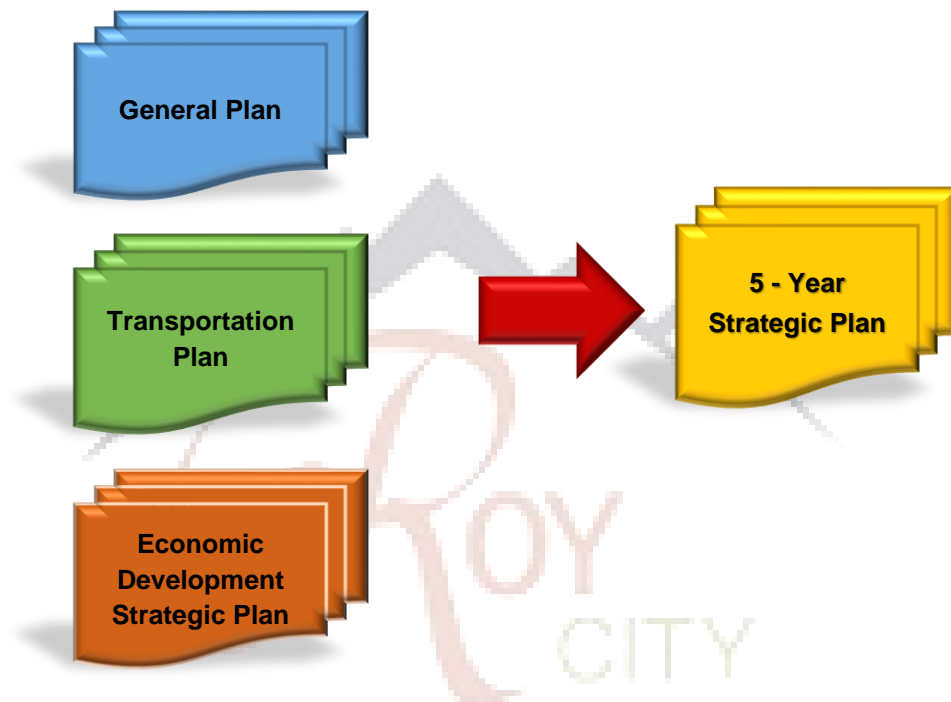 General Plan
Transportation
Plan
Economic
Development
Strategic Plan
5 - Year
Strategic Plan
ROY
CITY